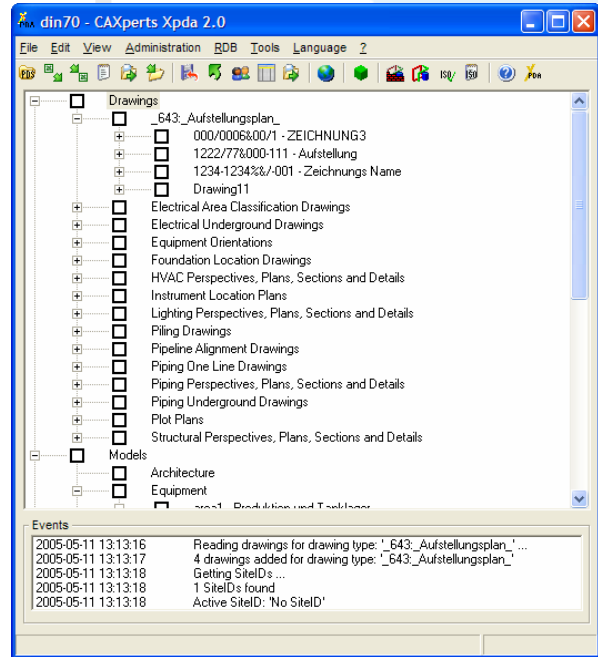 din70 - CAXperts Xpda 2.0
File Edit View Administration RDB Tools Language ?
PDS ISO/ ISO PDA
Drawings
_643:_Aufstellungsplan_
000/0006&00/1 - ZEICHNUNG3
1222/77&000-111 - Aufstellung
1234-1234%&/-001 - Zeichnungs Name
Drawing11
Electrical Area Classification Drawings
Electrical Underground Drawings
Equipment Orientations
Foundation Location Drawings
HVAC Perspectives, Plans, Sections and Details
Instrument Location Plans
Lighting Perspectives, Plans, Sections and Details
Piling Drawings
Pipeline Alignment Drawings
Piping One Line Drawings
Piping Perspectives, Plans, Sections and Details
Piping Underground Drawings
Plot Plans
Structural Perspectives, Plans, Sections and Details
Models
Architecture
Equipment
area1 - Produktion und Tanklager
Events
2005-05-11 13:13:16 Reading drawings for drawing type: '_643:_Aufstellungsplan_' ...
2005-05-11 13:13:17 4 drawings added for drawing type: '_643:_Aufstellungsplan_'
2005-05-11 13:13:18 Getting SiteIDs ...
2005-05-11 13:13:18 1 SiteIDs found
2005-05-11 13:13:18 Active SiteID: 'No SiteID'